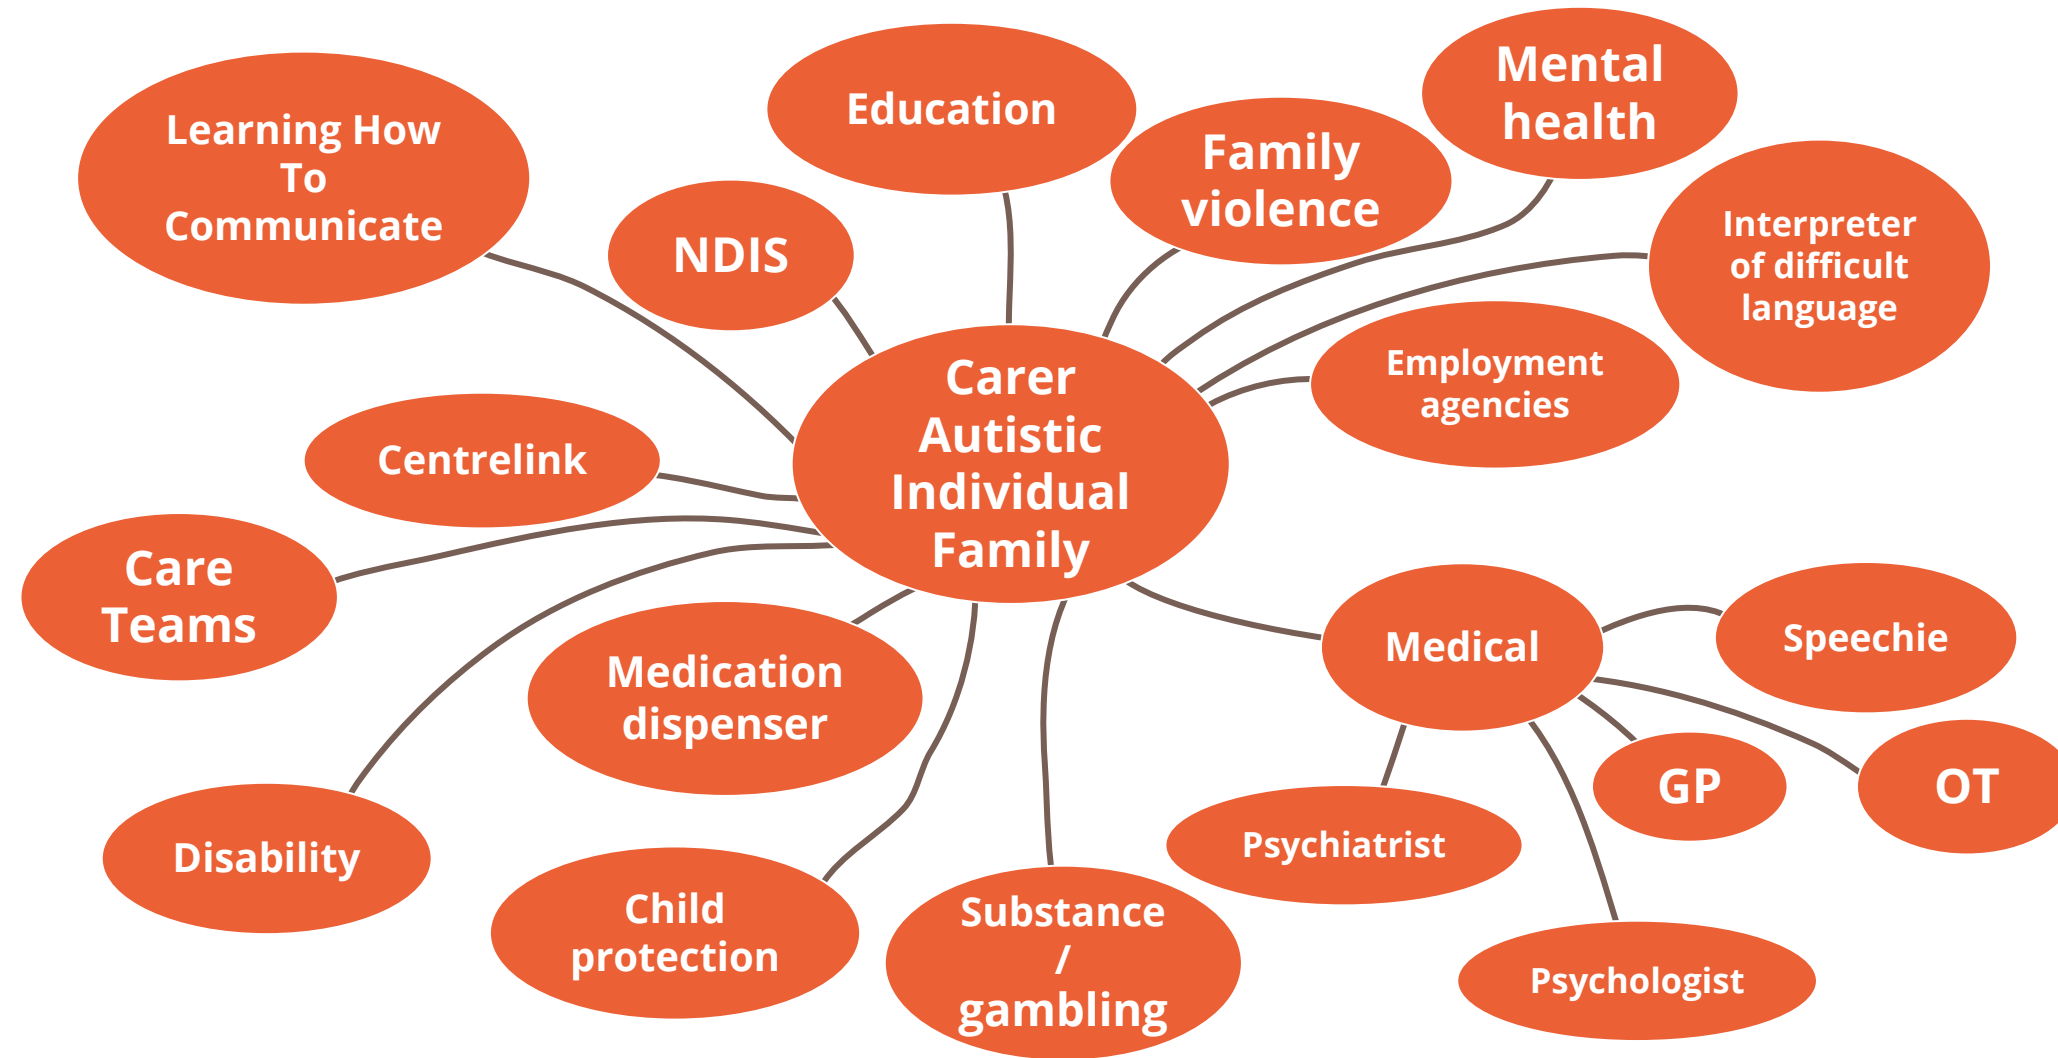 Learning How
To
Communicate
Education
Mental
health
Family
violence
NDIS
Interpreter
of difficult
language
Employment
agencies
Carer
Autistic
Individual
Family
Centrelink
Care
Teams
Medication
dispenser
Medical
Speechie
Disability
Child
protection
Substance
/
gambling
Psychiatrist
GP
OT
Psychologist